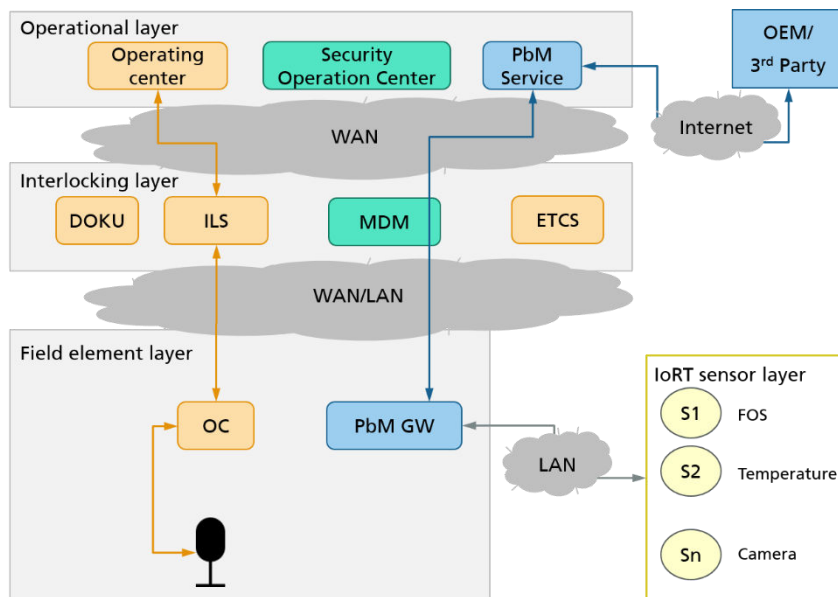 Operational layer
Operating
center
Security
Operation Center
PbM
Service
OEM/
3rd Party
WAN
Internet
Interlocking layer
DOKU
ILS
MDM
ETCS
WAN/LAN
Field element layer
OC
PbM GW
LAN
IoRT sensor layer
S1 FOS
S2 Temperature
Sn Camera